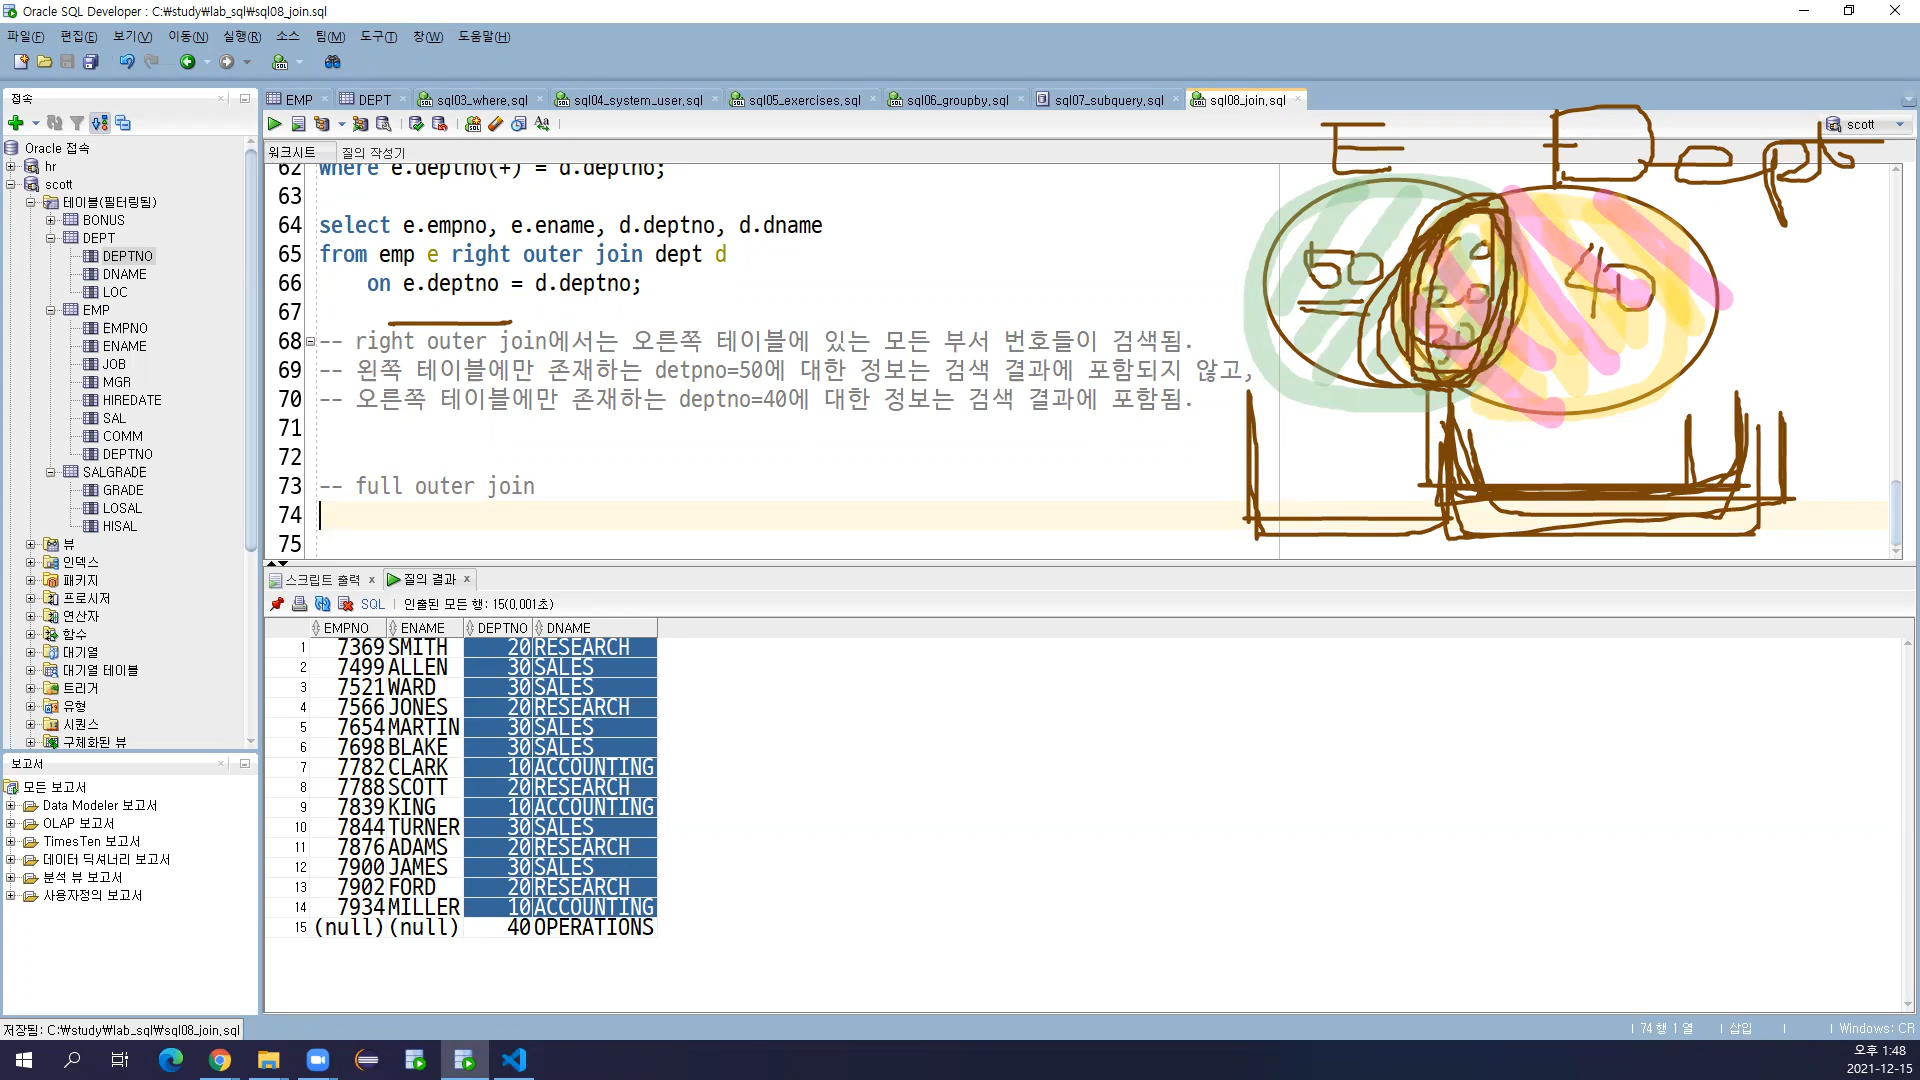 Oracle SQL Developer : C:₩study₩lab_sql₩sql08_join.sql
파일(F) 편집(E) 보기(V) 이동(N) 실행(R) 소스 팀(M) 도구(T) 창(W) 도움말(H)
접속
EMP DEPT sql03_where.sql sql04_system_user.sql sql05_exercises.sql sql06_groupby.sql sql07_subquery.sql sql08_join.sql
scott
워크시트 질의 작성기
Oracle 접속
hr
scott
테이블(필터링됨)
BONUS
DEPT
DEPTNO
DNAME
LOC
EMP
EMPNO
ENAME
JOB
MGR
HIREDATE
SAL
COMM
DEPTNO
SALGRADE
GRADE
LOSAL
HISAL
뷰
인덱스
패키지
프로시저
연산자
함수
대기열
대기열 테이블
트리거
유형
시퀀스
구체화된 뷰
62 where e.deptno(+) = d.deptno;
63
64 select e.empno, e.ename, d.deptno, d.dname
65 from emp e right outer join dept d
66 on e.deptno = d.deptno;
67
68 -- right outer join에서는 오른쪽 테이블에 있는 모든 부서 번호들이 검색됨.
69 -- 왼쪽 테이블에만 존재하는 detpno=50에 대한 정보는 검색 결과에 포함되지 않고,
70 -- 오른쪽 테이블에만 존재하는 deptno=40에 대한 정보는 검색 결과에 포함됨.
71
72
73 -- full outer join
74
75
E Dept
50 20 30 40
스크립트 출력 질의 결과
SQL 인출된 모든 행: 15(0,001초)
EMPNO ENAME DEPTNO DNAME
1 7369 SMITH 20 RESEARCH
2 7499 ALLEN 30 SALES
3 7521 WARD 30 SALES
4 7566 JONES 20 RESEARCH
5 7654 MARTIN 30 SALES
6 7698 BLAKE 30 SALES
7 7782 CLARK 10 ACCOUNTING
8 7788 SCOTT 20 RESEARCH
9 7839 KING 10 ACCOUNTING
10 7844 TURNER 30 SALES
11 7876 ADAMS 20 RESEARCH
12 7900 JAMES 30 SALES
13 7902 FORD 20 RESEARCH
14 7934 MILLER 10 ACCOUNTING
15 (null) (null) 40 OPERATIONS
보고서
모든 보고서
Data Modeler 보고서
OLAP 보고서
TimesTen 보고서
데이터 딕셔너리 보고서
분석 뷰 보고서
사용자정의 보고서
저장됨: C:₩study₩lab_sql₩sql08_join.sql
74 행 1 열 삽입 Windows: CR
오후 1:48
2021-12-15